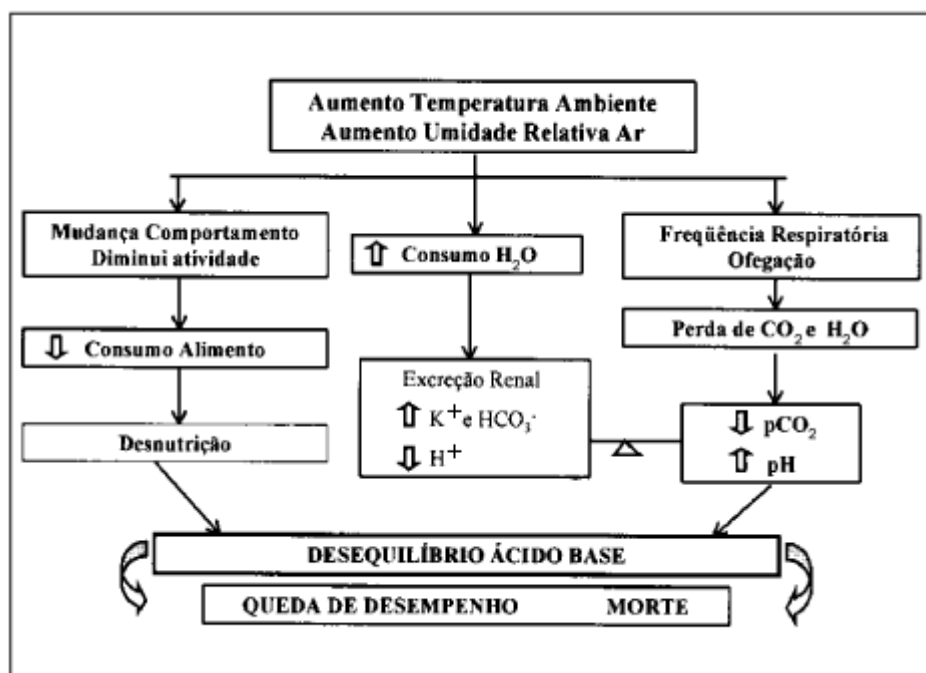 Aumento Temperatura Ambiente
Aumento Umidade Relativa Ar
Mudança Comportamento
Diminui atividade
⇧ Consumo H₂O
Freqüência Respiratória
Ofegação
⇩ Consumo Alimento
Perda de CO₂ e H₂O
Excreção Renal
⇧ K⁺ e HCO₃⁻
⇩ H⁺
⇩ pCO₂
⇧ pH
Desnutrição
DESEQUILÍBRIO ÁCIDO BASE
QUEDA DE DESEMPENHO MORTE